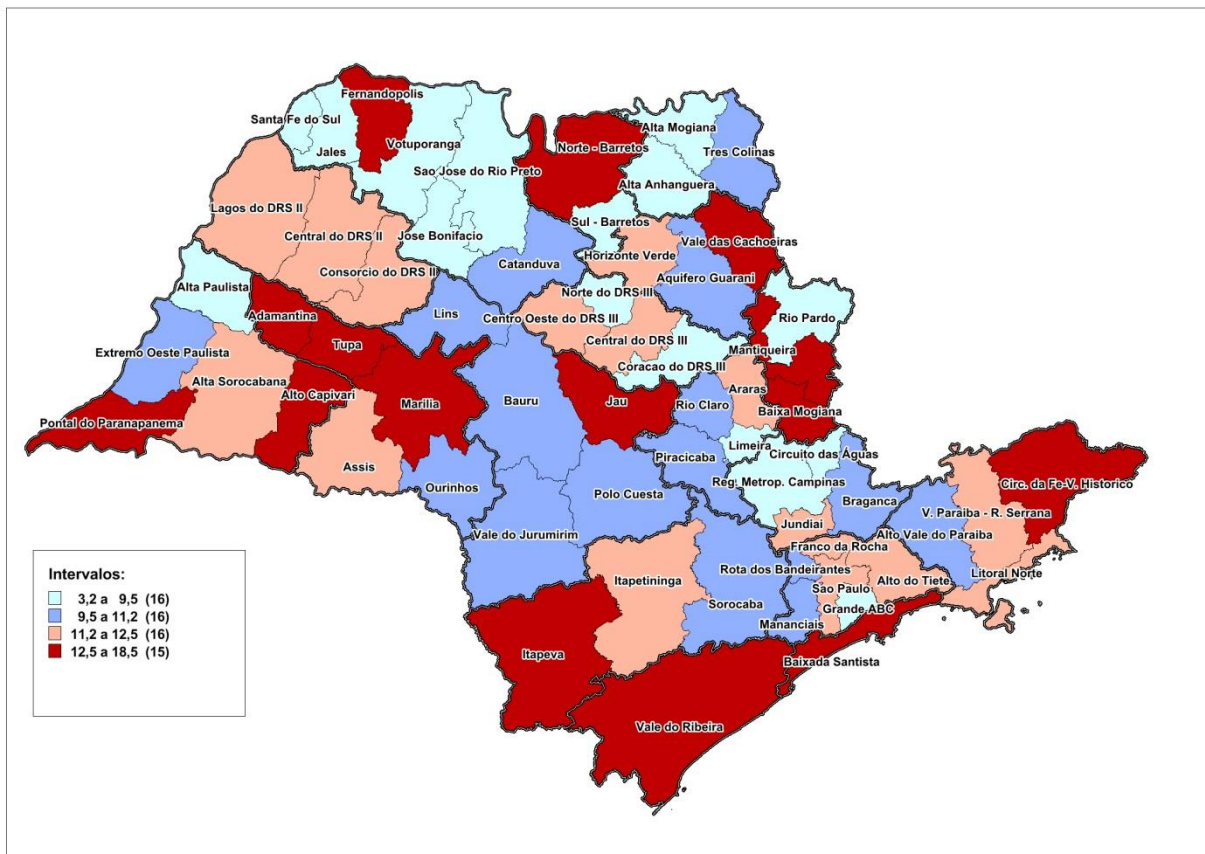 Fernandopolis
Santa Fe do Sul
Jales
Votuporanga
Sao Jose do Rio Preto
Norte - Barretos
Alta Mogiana
Tres Colinas
Alta Anhanguera
Lagos do DRS II
Central do DRS II
Jose Bonifacio
Sul - Barretos
Vale das Cachoeiras
Horizonte Verde
Consorcio do DRS II
Catanduva
Aquifero Guarani
Alta Paulista
Norte do DRS III
Adamantina
Lins
Centro Oeste do DRS III
Rio Pardo
Tupa
Central do DRS III
Extremo Oeste Paulista
Mantiqueira
Coracao do DRS III
Alta Sorocabana
Araras
Alto Capivari
Marilia
Bauru
Jau
Rio Claro
Baixa Mogiana
Pontal do Paranapanema
Limeira
Circuito das Águas
Piracicaba
Assis
Reg. Metrop. Campinas
Circ. da Fe-V. Historico
Ourinhos
Polo Cuesta
Braganca
V. Paraiba - R. Serrana
Jundiai
Alto Vale do Paraiba
Vale do Jurumirim
Franco da Rocha
Rota dos Bandeirantes
Itapetininga
Alto do Tiete
Litoral Norte
Sao Paulo
Sorocaba
Grande ABC
Mananciais
Itapeva
Baixada Santista
Vale do Ribeira
Intervalos:
3,2 a 9,5 (16)
9,5 a 11,2 (16)
11,2 a 12,5 (16)
12,5 a 18,5 (15)